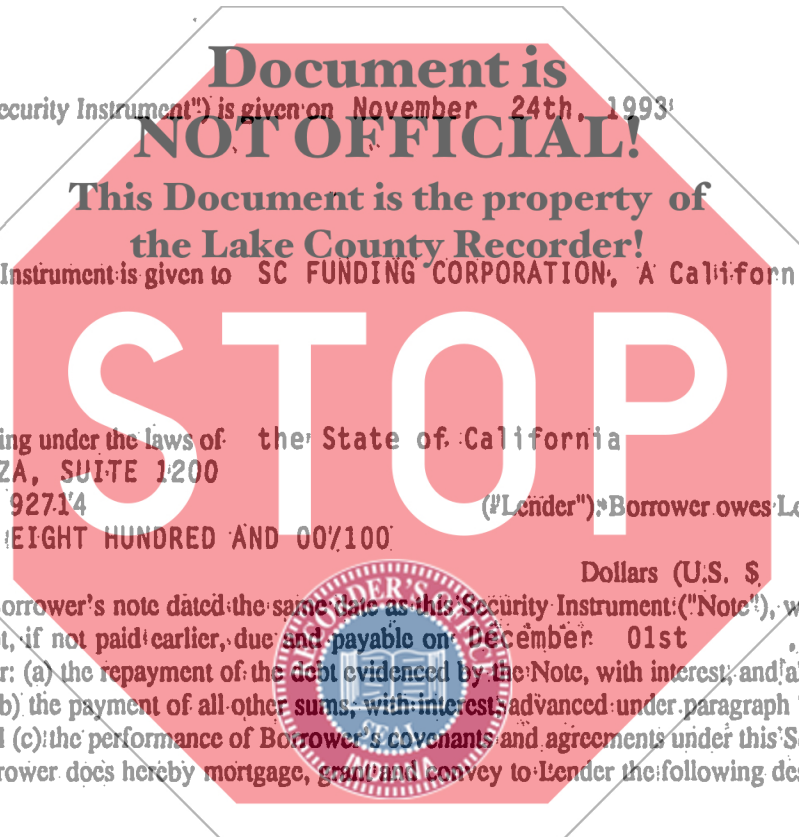 Document is
ecurity Instrument") is given on November 24th, 1993
NOT OFFICIAL!
This Document is the property of
the Lake County Recorder!
Instrument is given to SC FUNDING CORPORATION, A Californ
STOP
ing under the laws of the State of California
ZA, SUITE 1200
92714 ("Lender"). Borrower owes Le
EIGHT HUNDRED AND 00/100
Dollars (U.S. $
orrower's note dated the same date as this Security Instrument ("Note"), w
t, if not paid earlier, due and payable on December 01st ,
r: (a) the repayment of the debt evidenced by the Note, with interest, and a
b) the payment of all other sums, with interest, advanced under paragraph
l (c) the performance of Borrower's covenants and agreements under this S
rower does hereby mortgage, grant and convey to Lender the following des
RECORDER'S OFFICE